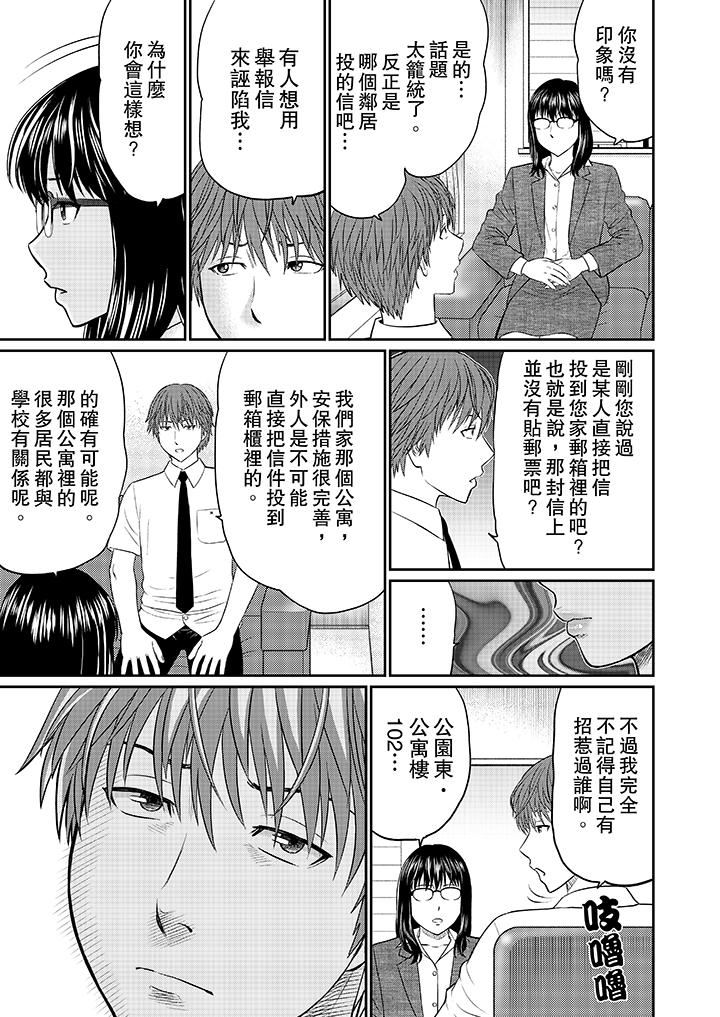 你沒有
印象嗎？
是的…
話題
太籠統了。
反正是
哪個鄰居
投的信吧…
有人想用
舉報信
來誣陷我…
為什麼
你會這樣想？
剛剛您說過
是某人直接把信
投到您家郵箱裡的吧？
也就是說，那封信上
並沒有貼郵票吧？
……
我們家那個公寓，
安保措施很完善，
外人是不可能
直接把信件投到
郵箱櫃裡的。
的確有可能呢。
那個公寓裡的
很多居民都與
學校有關係呢。
不過我完全
不記得自己有
招惹過誰啊。
吱嚕嚕
公園東·
公寓樓
102…